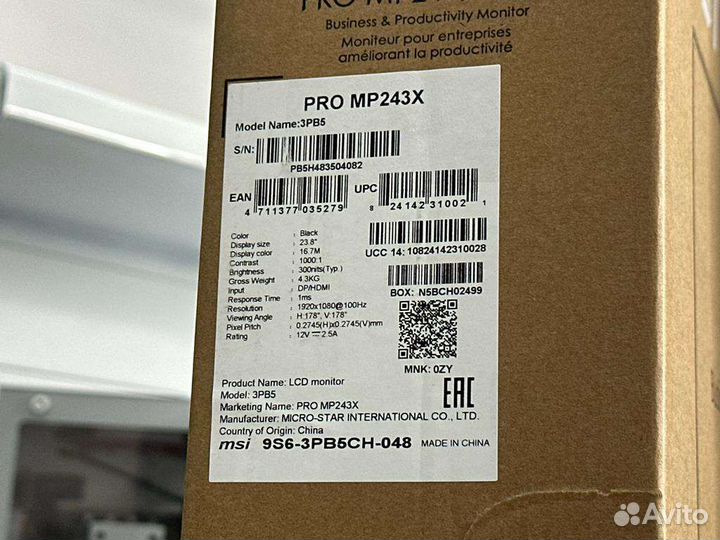 PRO MP24
Business & Productivity Monitor
Moniteur pour entreprises
améliorant la productivité
PRO MP243X
Model Name:3PB5
S/N:
PB5H483504082
EAN
4 711377 035279
UPC
8 24142 31002 1
Color : Black
Display size : 23.8"
Display color : 16.7M
Contrast : 1000:1
Brightness : 300nits(Typ.)
Gross Weight : 4.3KG
Input : DP/HDMI
Response Time : 1ms
Resolution : 1920x1080@100Hz
Viewing Angle : H:178°, V:178°
Pixel Pitch : 0.2745(H)x0.2745(V)mm
Rating : 12V ⎓ 2.5A
UCC 14: 10824142310028
BOX: N5BCH02499
MNK: 0ZY
Product Name: LCD monitor
Model: 3PB5
Marketing Name: PRO MP243X
Manufacturer: MICRO-STAR INTERNATIONAL CO., LTD.
Country of Origin: China
EAC
msi 9S6-3PB5CH-048 MADE IN CHINA
Avito